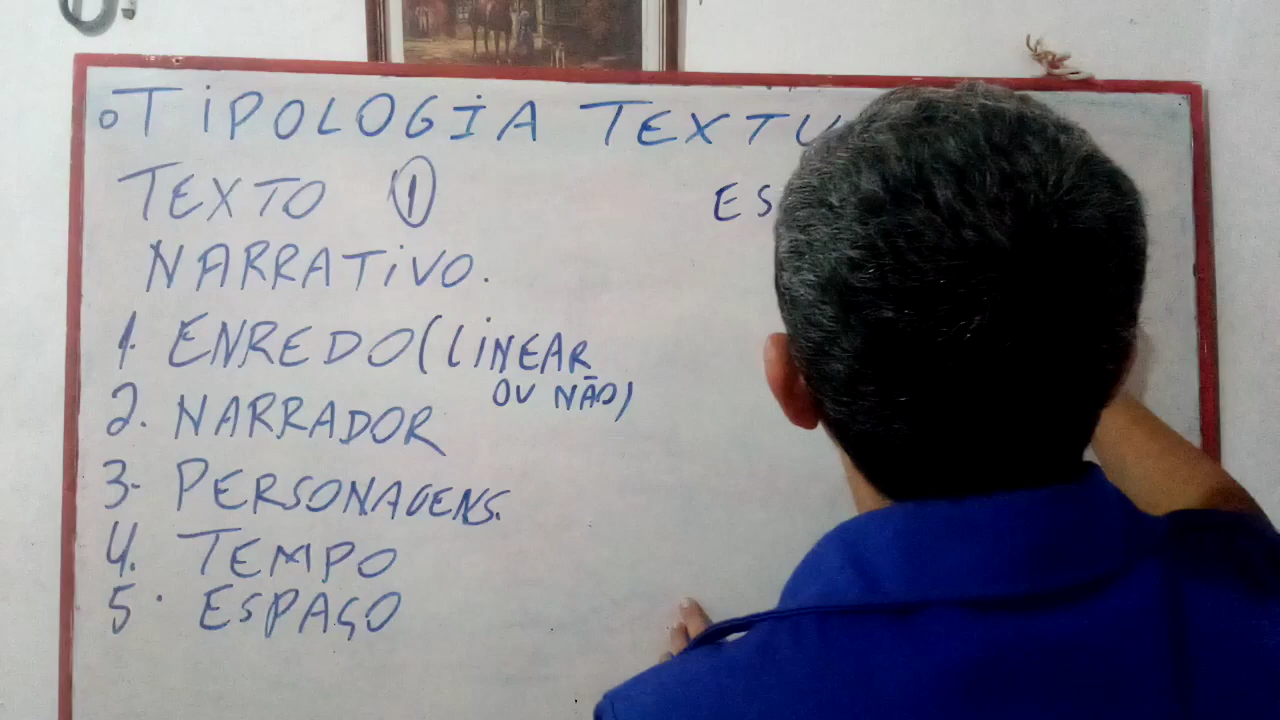 TIPOLOGIA TEXTU
TEXTO 1
ES
NARRATIVO.
1. ENREDO (LINEAR
OU NÃO)
2. NARRADOR
3. PERSONAGENS.
4. TEMPO
5. ESPAÇO